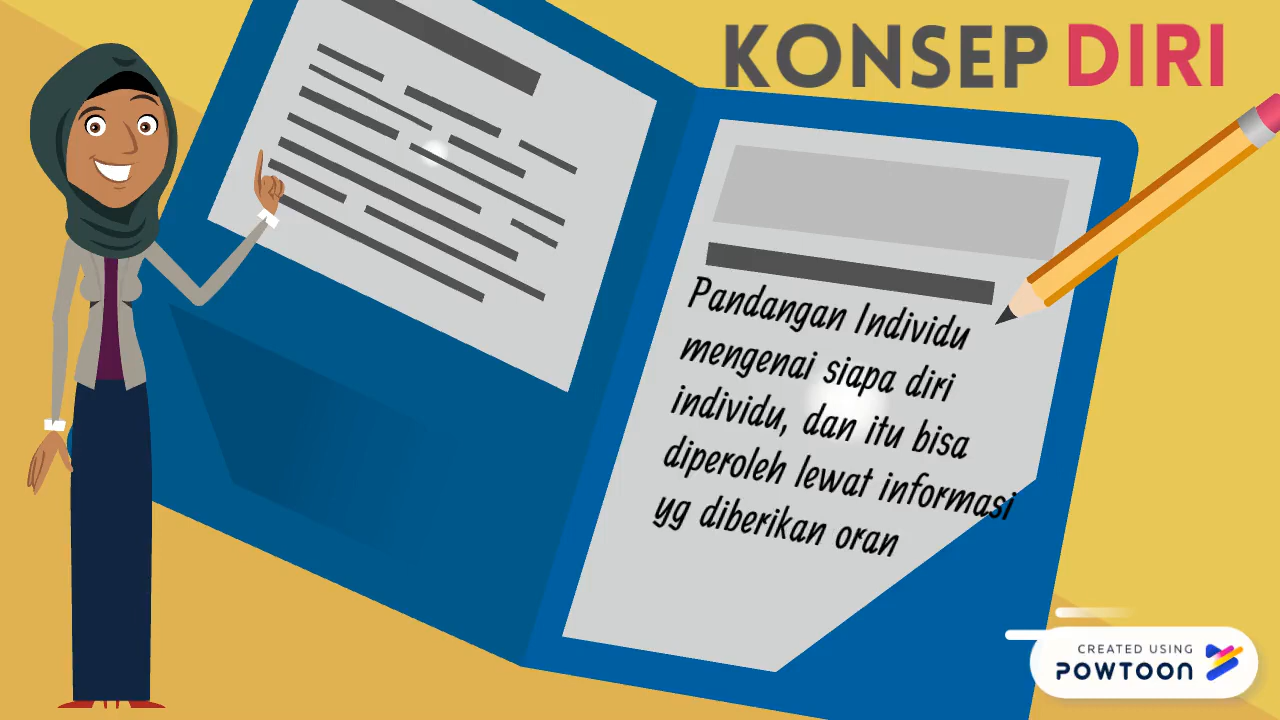 KONSEP DIRI
Pandangan Individu
mengenai siapa diri
individu, dan itu bisa
diperoleh lewat informasi
yg diberikan oran
CREATED USING
POWTOON